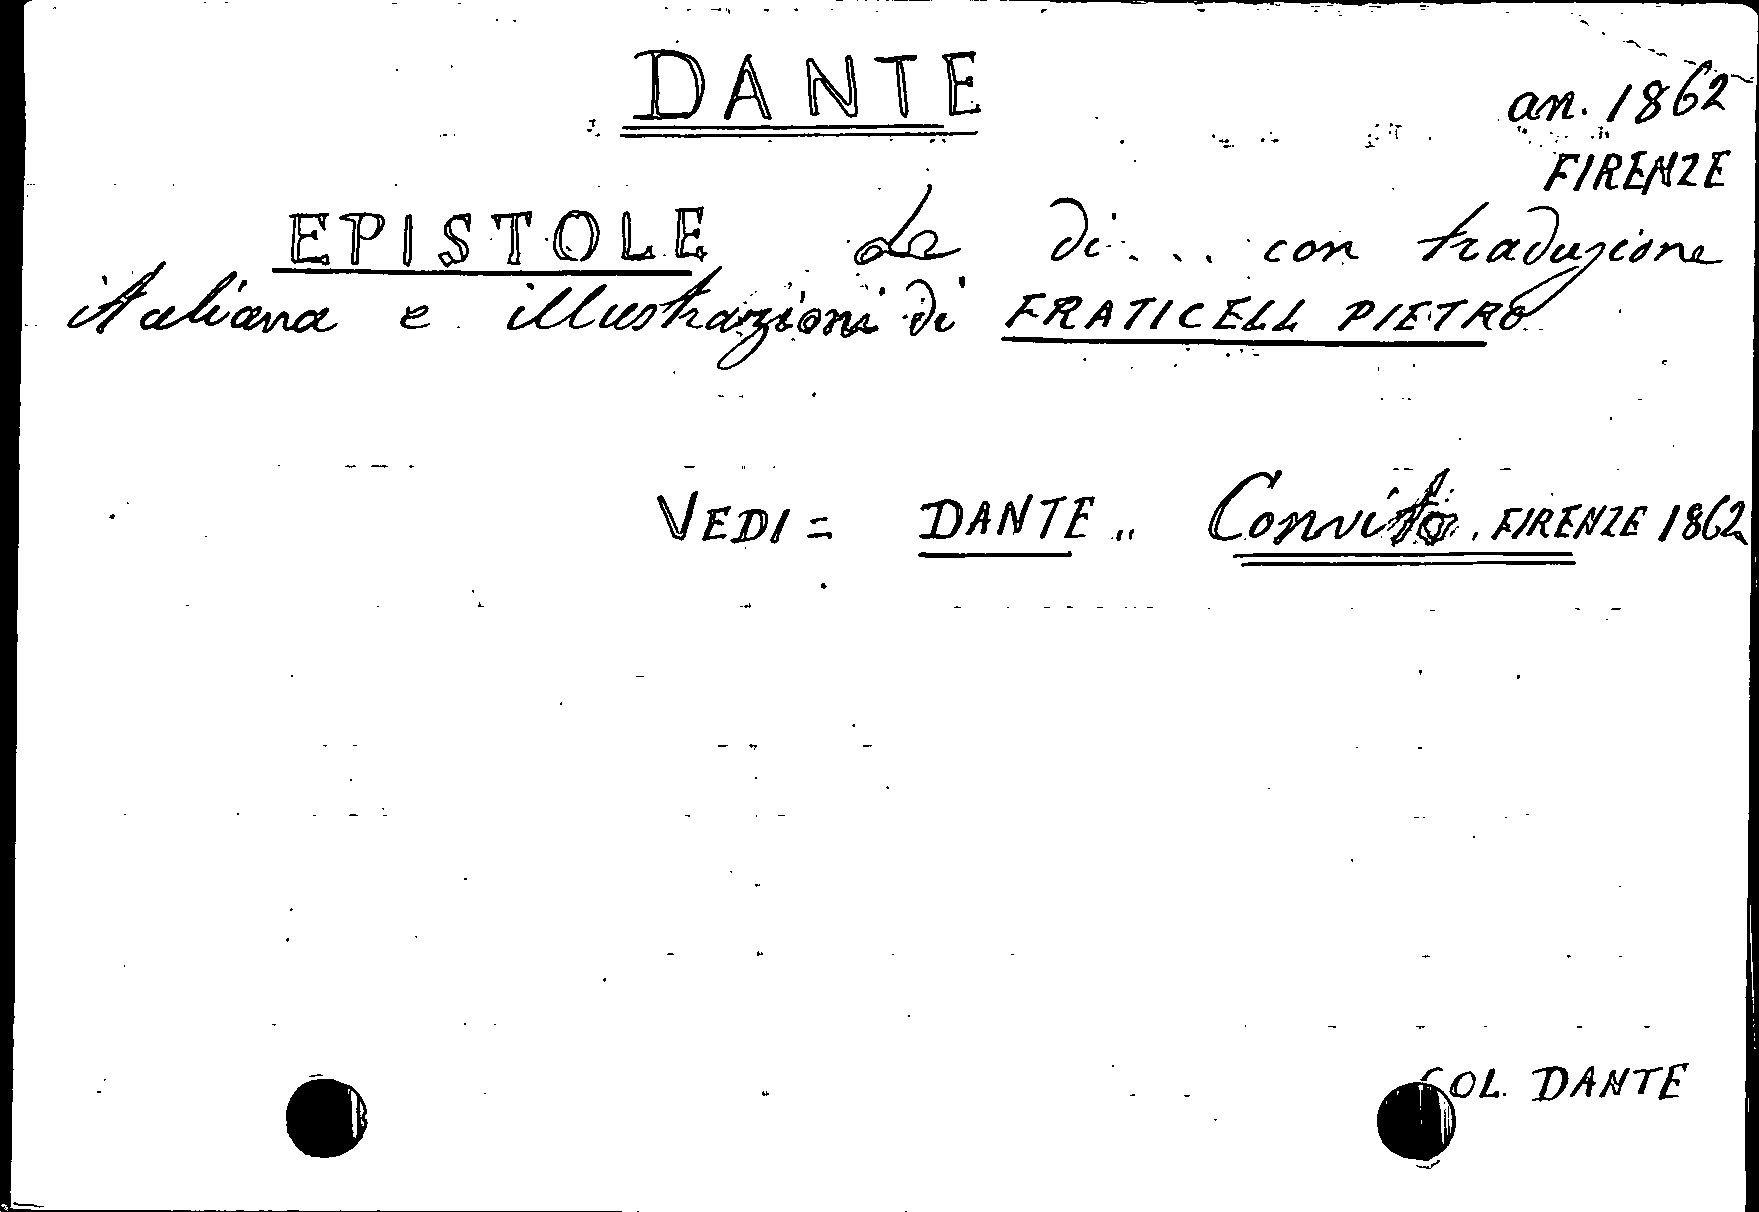 DANTE
an. 1862
FIRENZE
EPISTOLE Le di... con traduzione
italiana e illustrazioni di FRATICELL PIETRO
VEDI = DANTE „ Convito. FIRENZE 1862
COL. DANTE